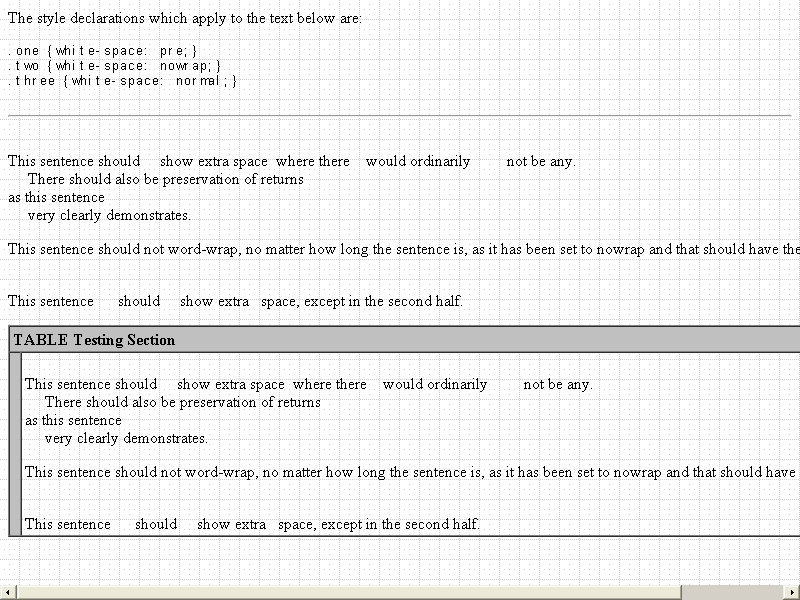 The style declarations which apply to the text below are:
.one {white-space: pre;}
.two {white-space: nowrap;}
.three {white-space: normal;}
This sentence should     show extra space  where there    would ordinarily         not be any.
     There should also be preservation of returns
as this sentence
     very clearly demonstrates.
This sentence should not word-wrap, no matter how long the sentence is, as it has been set to nowrap and that should have the
This sentence      should     show extra   space, except in the second half.
TABLE Testing Section
This sentence should     show extra space  where there    would ordinarily         not be any.
     There should also be preservation of returns
as this sentence
     very clearly demonstrates.
This sentence should not word-wrap, no matter how long the sentence is, as it has been set to nowrap and that should have
This sentence      should     show extra   space, except in the second half.